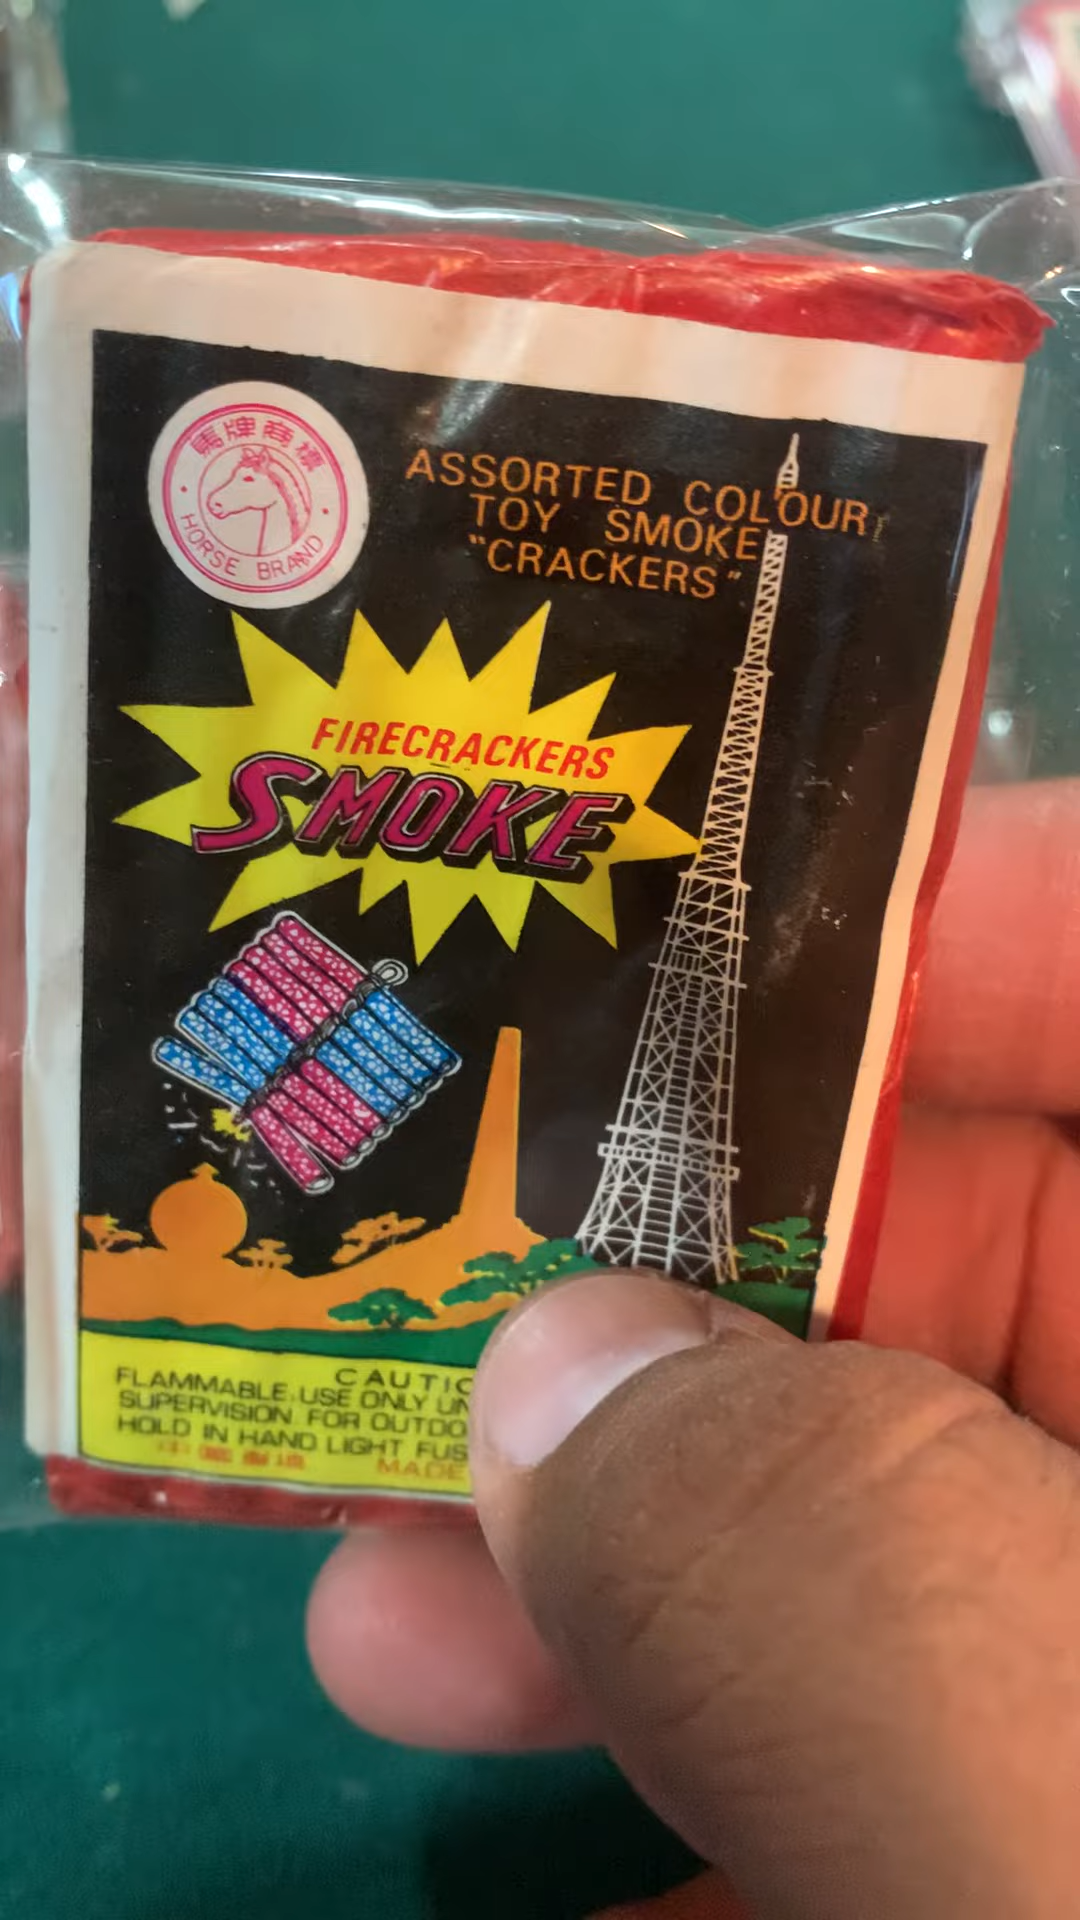 馬牌商標
HORSE BRAND
ASSORTED COLOUR
TOY SMOKE
"CRACKERS"
FIRECRACKERS
SMOKE
CAUTIO
FLAMMABLE. USE ONLY UN
SUPERVISION. FOR OUTDO
HOLD IN HAND LIGHT FUS
MADE